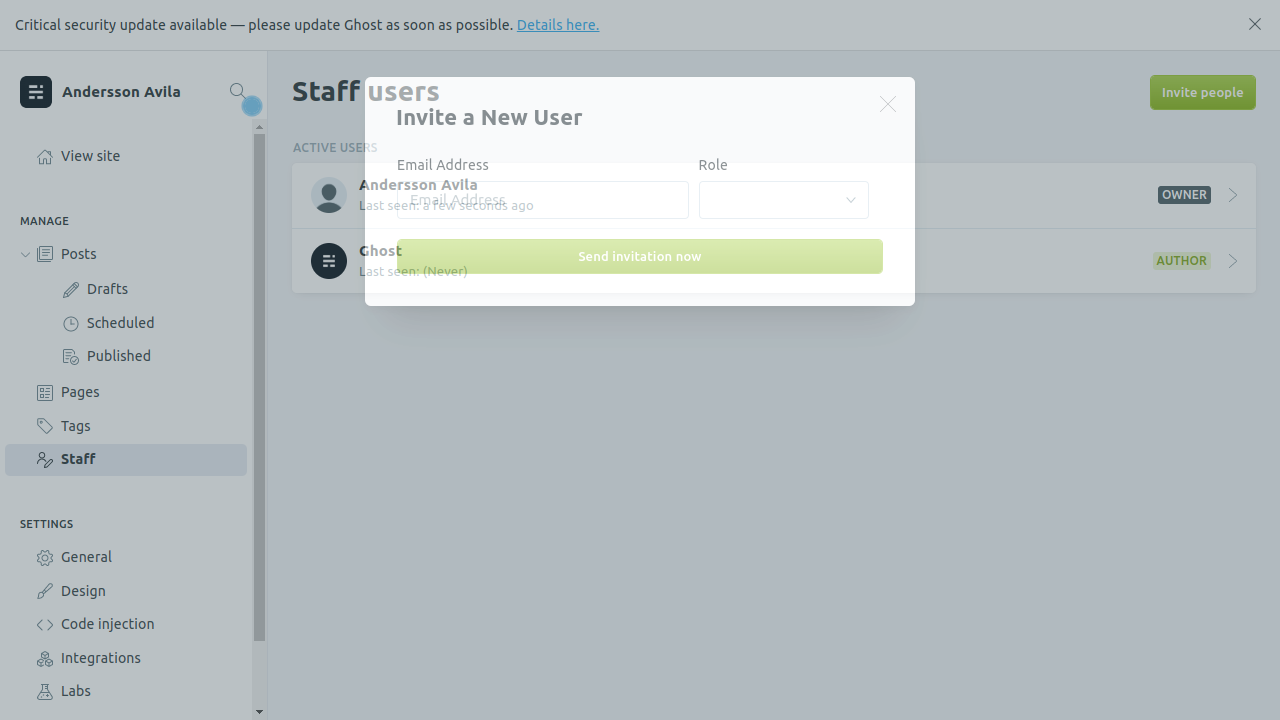 Critical security update available — please update Ghost as soon as possible. Details here.
Andersson Avila
View site
MANAGE
Posts
Drafts
Scheduled
Published
Pages
Tags
Staff
SETTINGS
General
Design
Code injection
Integrations
Labs
Staff users
Invite people
ACTIVE USERS
Andersson Avila
Last seen: a few seconds ago
OWNER
Ghost
Last seen: (Never)
AUTHOR
Invite a New User
Email Address
Role
Email Address
Send invitation now